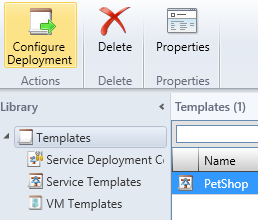 Configure
Deployment
Delete
Properties
Actions
Delete
Properties
Library
Templates (1)
Templates
Service Deployment C
Service Templates
VM Templates
Name
PetShop